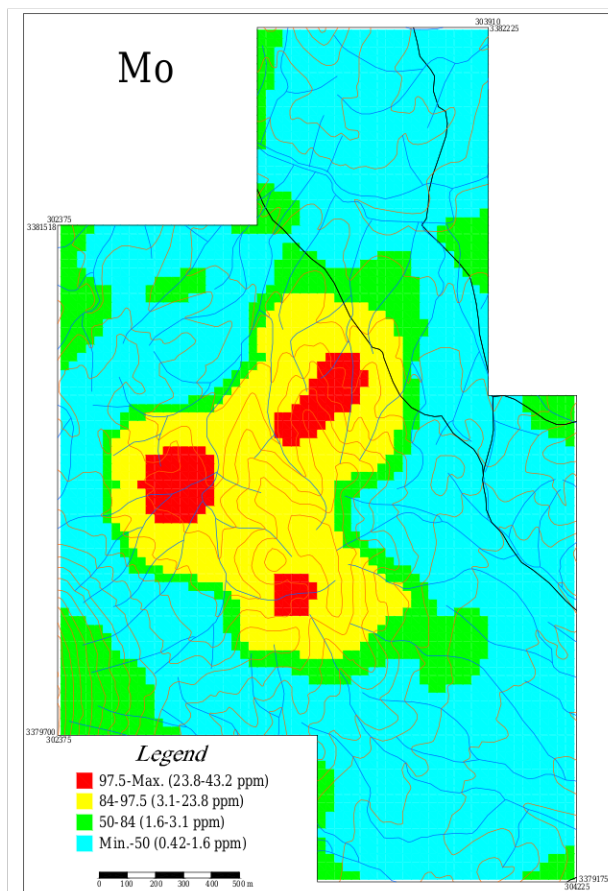 303910
3382225
Mo
302375
3381518
3379700
302375
Legend
97.5-Max. (23.8-43.2 ppm)
84-97.5 (3.1-23.8 ppm)
50-84 (1.6-3.1 ppm)
Min.-50 (0.42-1.6 ppm)
0 100 200 300 400 500 m
3379175
304225